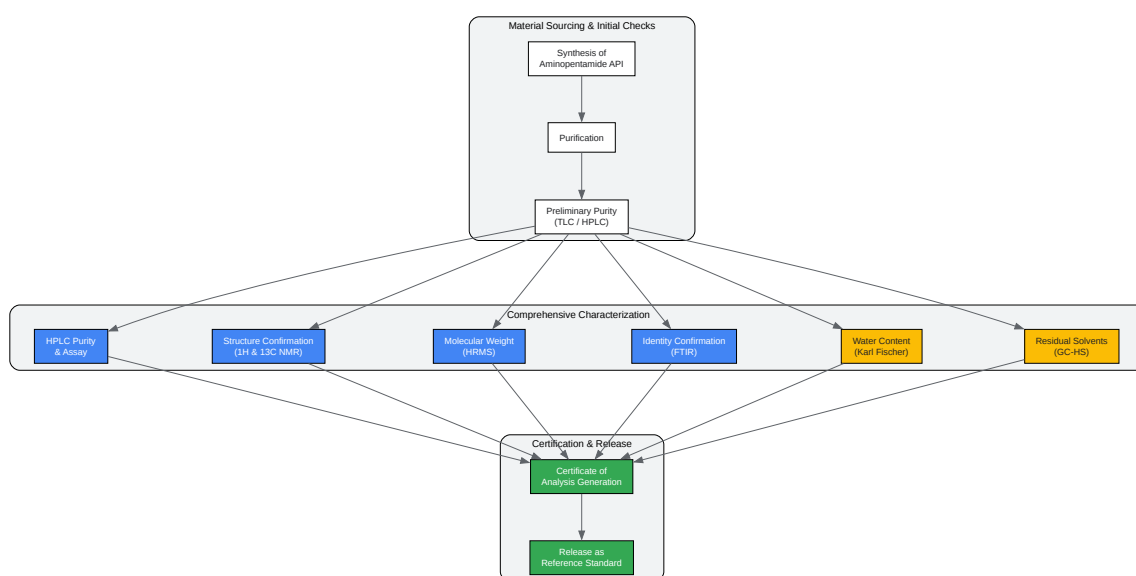 Material Sourcing & Initial Checks
Synthesis of
Aminopentamide API
Purification
Preliminary Purity
(TLC / HPLC)
Comprehensive Characterization
HPLC Purity
& Assay
Structure Confirmation
(1H & 13C NMR)
Molecular Weight
(HRMS)
Identity Confirmation
(FTIR)
Water Content
(Karl Fischer)
Residual Solvents
(GC-HS)
Certification & Release
Certificate of
Analysis Generation
Release as
Reference Standard